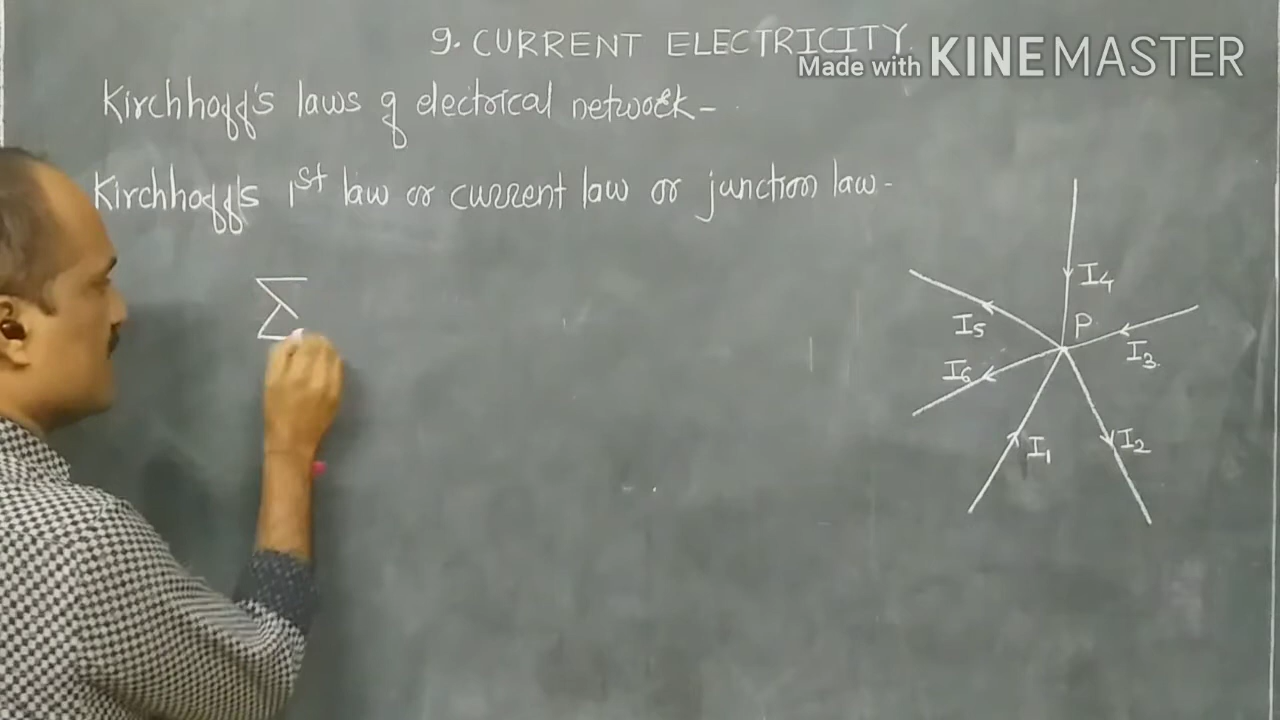 9. CURRENT ELECTRICITY
Made with KINEMASTER
Kirchhoff's laws of electrical network -
Kirchhoff's 1st law or current law or junction law -
Σ
I4
I5
P
I3
I6
I1
I2